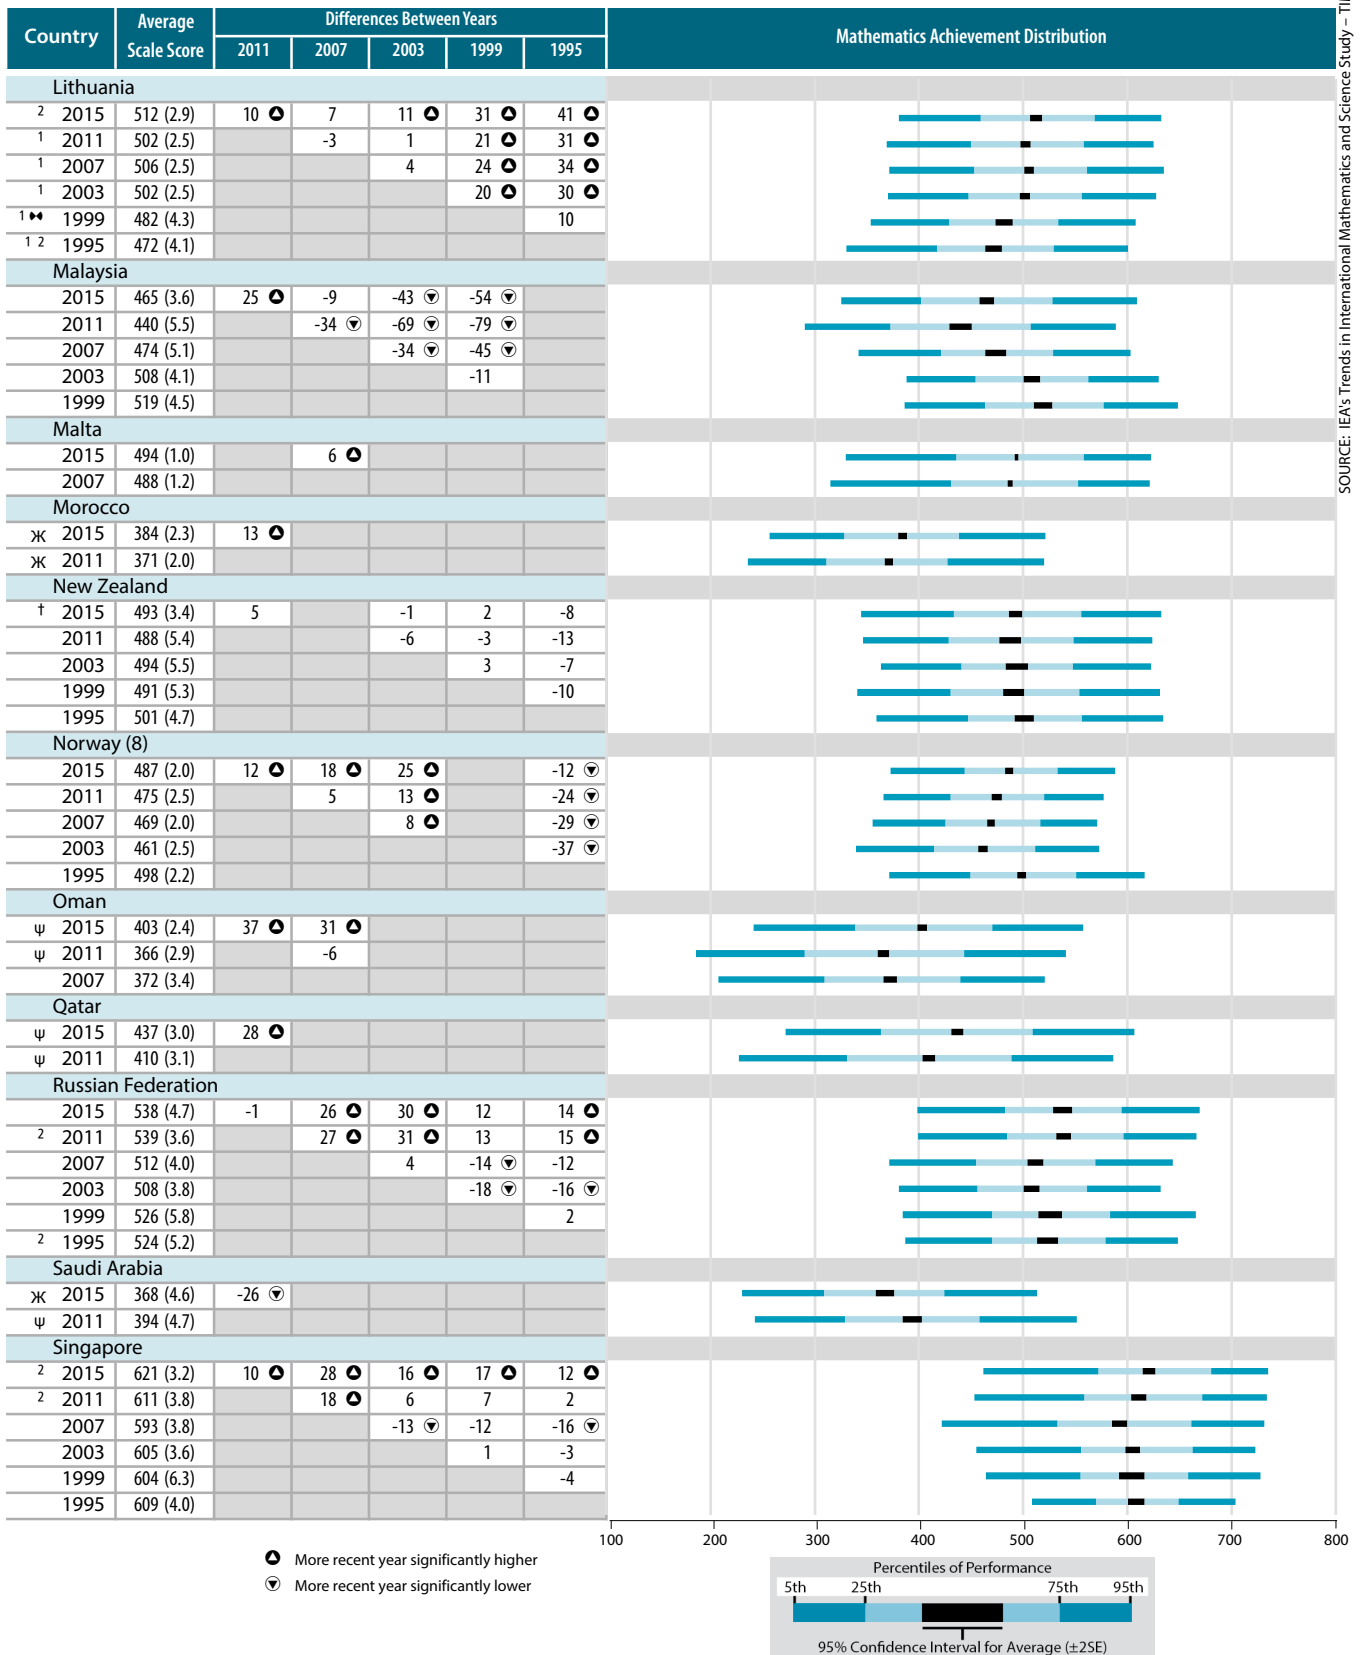 Country Average Scale Score Differences Between Years Mathematics Achievement Distribution
2011 2007 2003 1999 1995
Lithuania
2 2015 512 (2.9) 10 7 11 31 41
1 2011 502 (2.5) -3 1 21 31
1 2007 506 (2.5) 4 24 34
1 2003 502 (2.5) 20 30
1 1999 482 (4.3) 10
1 2 1995 472 (4.1)
Malaysia
2015 465 (3.6) 25 -9 -43 -54
2011 440 (5.5) -34 -69 -79
2007 474 (5.1) -34 -45
2003 508 (4.1) -11
1999 519 (4.5)
Malta
2015 494 (1.0) 6
2007 488 (1.2)
Morocco
Ж 2015 384 (2.3) 13
Ж 2011 371 (2.0)
New Zealand
† 2015 493 (3.4) 5 -1 2 -8
2011 488 (5.4) -6 -3 -13
2003 494 (5.5) 3 -7
1999 491 (5.3) -10
1995 501 (4.7)
Norway (8)
2015 487 (2.0) 12 18 25 -12
2011 475 (2.5) 5 13 -24
2007 469 (2.0) 8 -29
2003 461 (2.5) -37
1995 498 (2.2)
Oman
ψ 2015 403 (2.4) 37 31
ψ 2011 366 (2.9) -6
2007 372 (3.4)
Qatar
ψ 2015 437 (3.0) 28
ψ 2011 410 (3.1)
Russian Federation
2015 538 (4.7) -1 26 30 12 14
2 2011 539 (3.6) 27 31 13 15
2007 512 (4.0) 4 -14 -12
2003 508 (3.8) -18 -16
1999 526 (5.8) 2
2 1995 524 (5.2)
Saudi Arabia
Ж 2015 368 (4.6) -26
ψ 2011 394 (4.7)
Singapore
2 2015 621 (3.2) 10 28 16 17 12
2 2011 611 (3.8) 18 6 7 2
2007 593 (3.8) -13 -12 -16
2003 605 (3.6) 1 -3
1999 604 (6.3) -4
1995 609 (4.0)
100 200 300 400 500 600 700 800
More recent year significantly higher
More recent year significantly lower
Percentiles of Performance
5th 25th 75th 95th
95% Confidence Interval for Average (±2SE)
SOURCE: IEA's Trends in International Mathematics and Science Study –